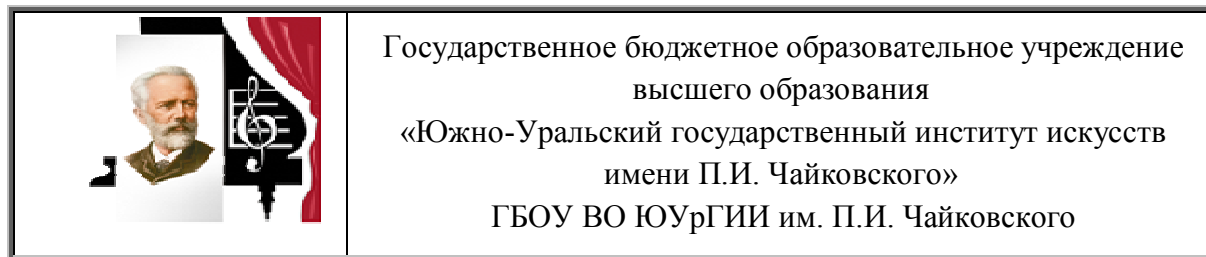 Государственное бюджетное образовательное учреждение
высшего образования
«Южно-Уральский государственный институт искусств
имени П.И. Чайковского»
ГБОУ ВО ЮУрГИИ им. П.И. Чайковского